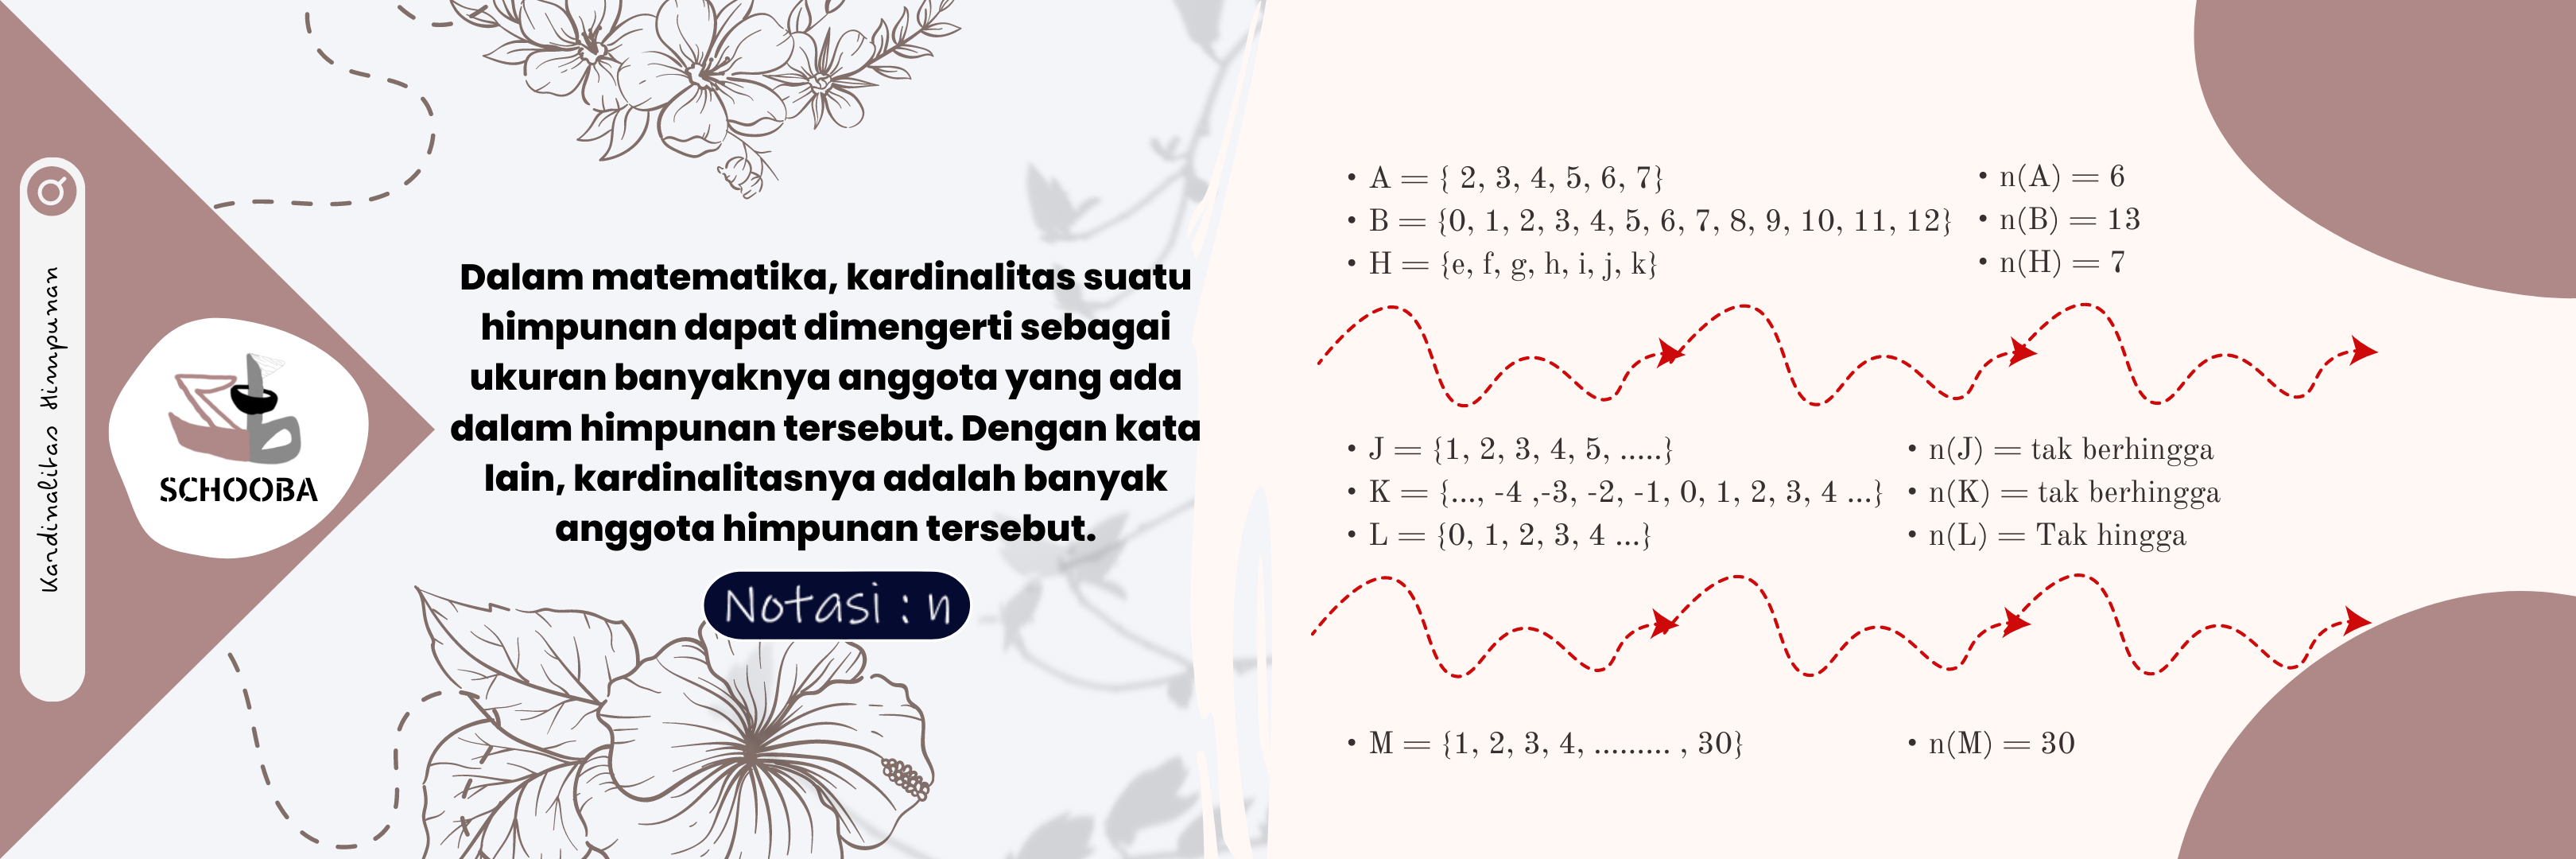 Kardinalitas Himpunan
SCHOOBA
Dalam matematika, kardinalitas suatu
himpunan dapat dimengerti sebagai
ukuran banyaknya anggota yang ada
dalam himpunan tersebut. Dengan kata
lain, kardinalitasnya adalah banyak
anggota himpunan tersebut.
Notasi : n
• A = { 2, 3, 4, 5, 6, 7}
• B = {0, 1, 2, 3, 4, 5, 6, 7, 8, 9, 10, 11, 12}
• H = {e, f, g, h, i, j, k}
• n(A) = 6
• n(B) = 13
• n(H) = 7
• J = {1, 2, 3, 4, 5, .....}
• K = {..., -4 ,-3, -2, -1, 0, 1, 2, 3, 4 ...}
• L = {0, 1, 2, 3, 4 ...}
• n(J) = tak berhingga
• n(K) = tak berhingga
• n(L) = Tak hingga
• M = {1, 2, 3, 4, ......... , 30}
• n(M) = 30